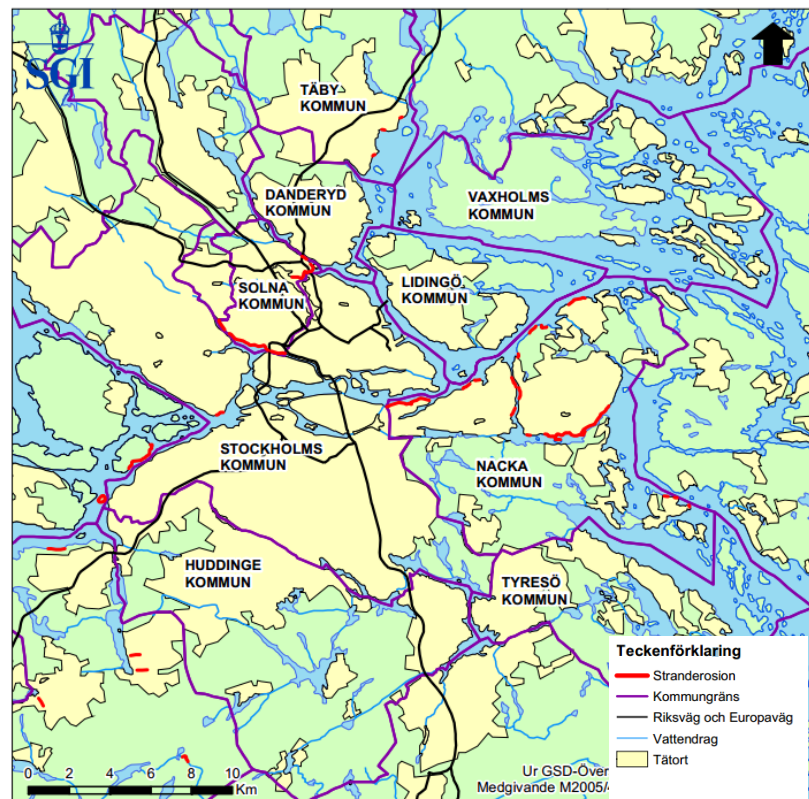 SGI
TÄBY
KOMMUN
DANDERYD
KOMMUN
VAXHOLMS
KOMMUN
SOLNA
KOMMUN
LIDINGÖ
KOMMUN
STOCKHOLMS
KOMMUN
NACKA
KOMMUN
HUDDINGE
KOMMUN
TYRESÖ
KOMMUN
Teckenförklaring
Stranderosion
Kommungräns
Riksväg och Europaväg
Vattendrag
Tätort
0 2 4 6 8 10
Km
Ur GSD-Över
Medgivande M2005/